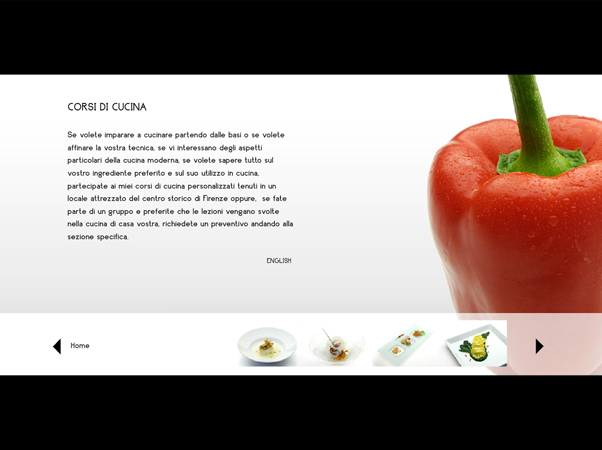 CORSI DI CUCINA
Se volete imparare a cucinare partendo dalle basi o se volete
affinare la vostra tecnica, se vi interessano degli aspetti
particolari della cucina moderna, se volete sapere tutto sul
vostro ingrediente preferito e sul suo utilizzo in cucina,
partecipate ai miei corsi di cucina personalizzati tenuti in un
locale attrezzato del centro storico di Firenze oppure, se fate
parte di un gruppo e preferite che le lezioni vengano svolte
nella cucina di casa vostra, richiedete un preventivo andando alla
sezione specifica.
ENGLISH
Home